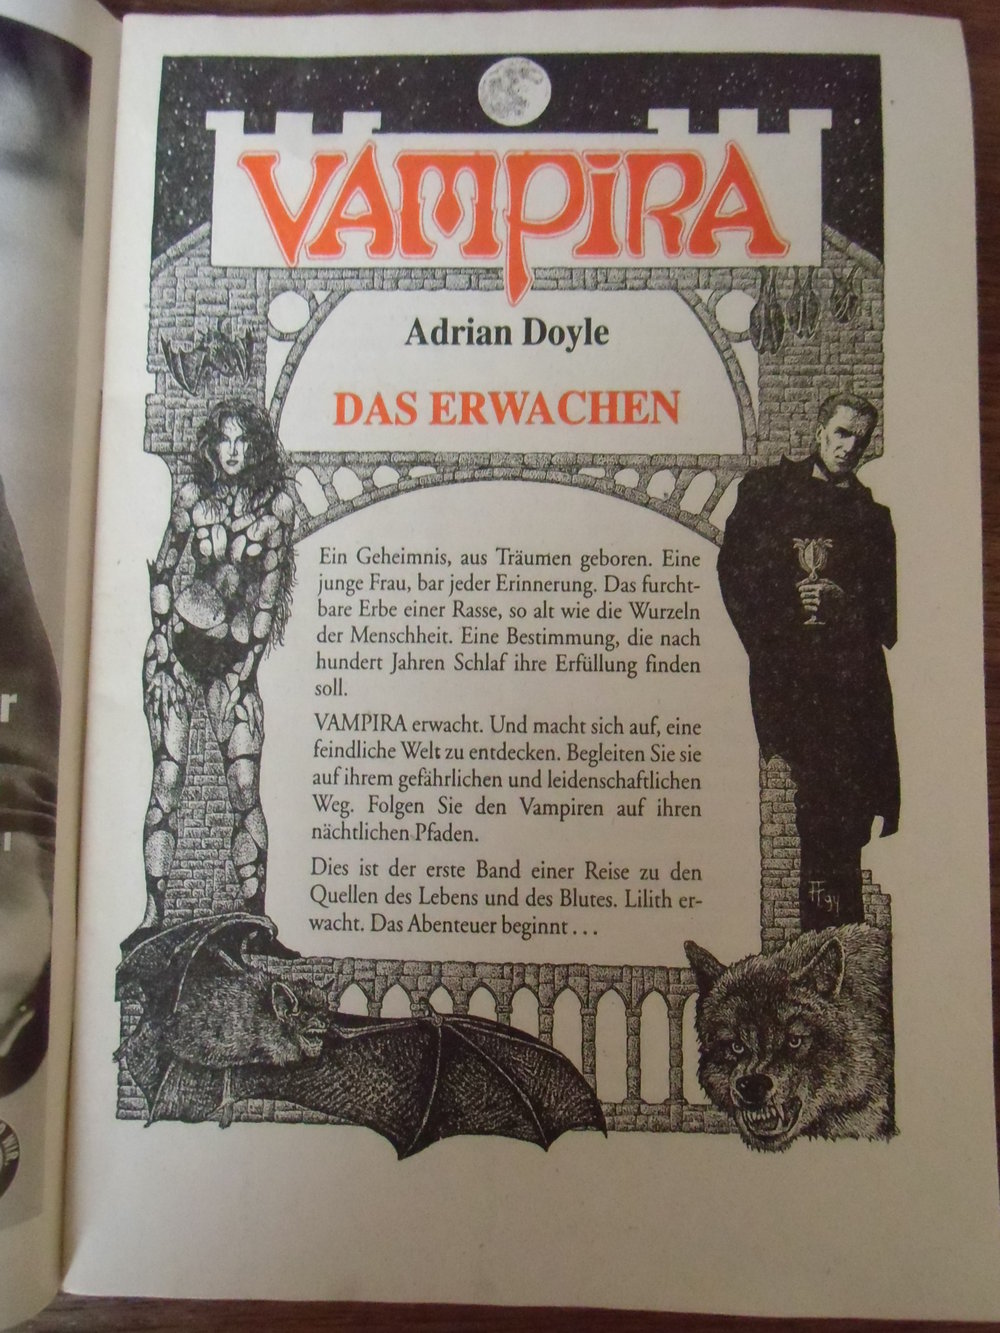 VAMPiRA
Adrian Doyle
DAS ERWACHEN
Ein Geheimnis, aus Träumen geboren. Eine
junge Frau, bar jeder Erinnerung. Das furcht-
bare Erbe einer Rasse, so alt wie die Wurzeln
der Menschheit. Eine Bestimmung, die nach
hundert Jahren Schlaf ihre Erfüllung finden
soll.
VAMPIRA erwacht. Und macht sich auf, eine
feindliche Welt zu entdecken. Begleiten Sie sie
auf ihrem gefährlichen und leidenschaftlichen
Weg. Folgen Sie den Vampiren auf ihren
nächtlichen Pfaden.
Dies ist der erste Band einer Reise zu den
Quellen des Lebens und des Blutes. Lilith er-
wacht. Das Abenteuer beginnt . . .